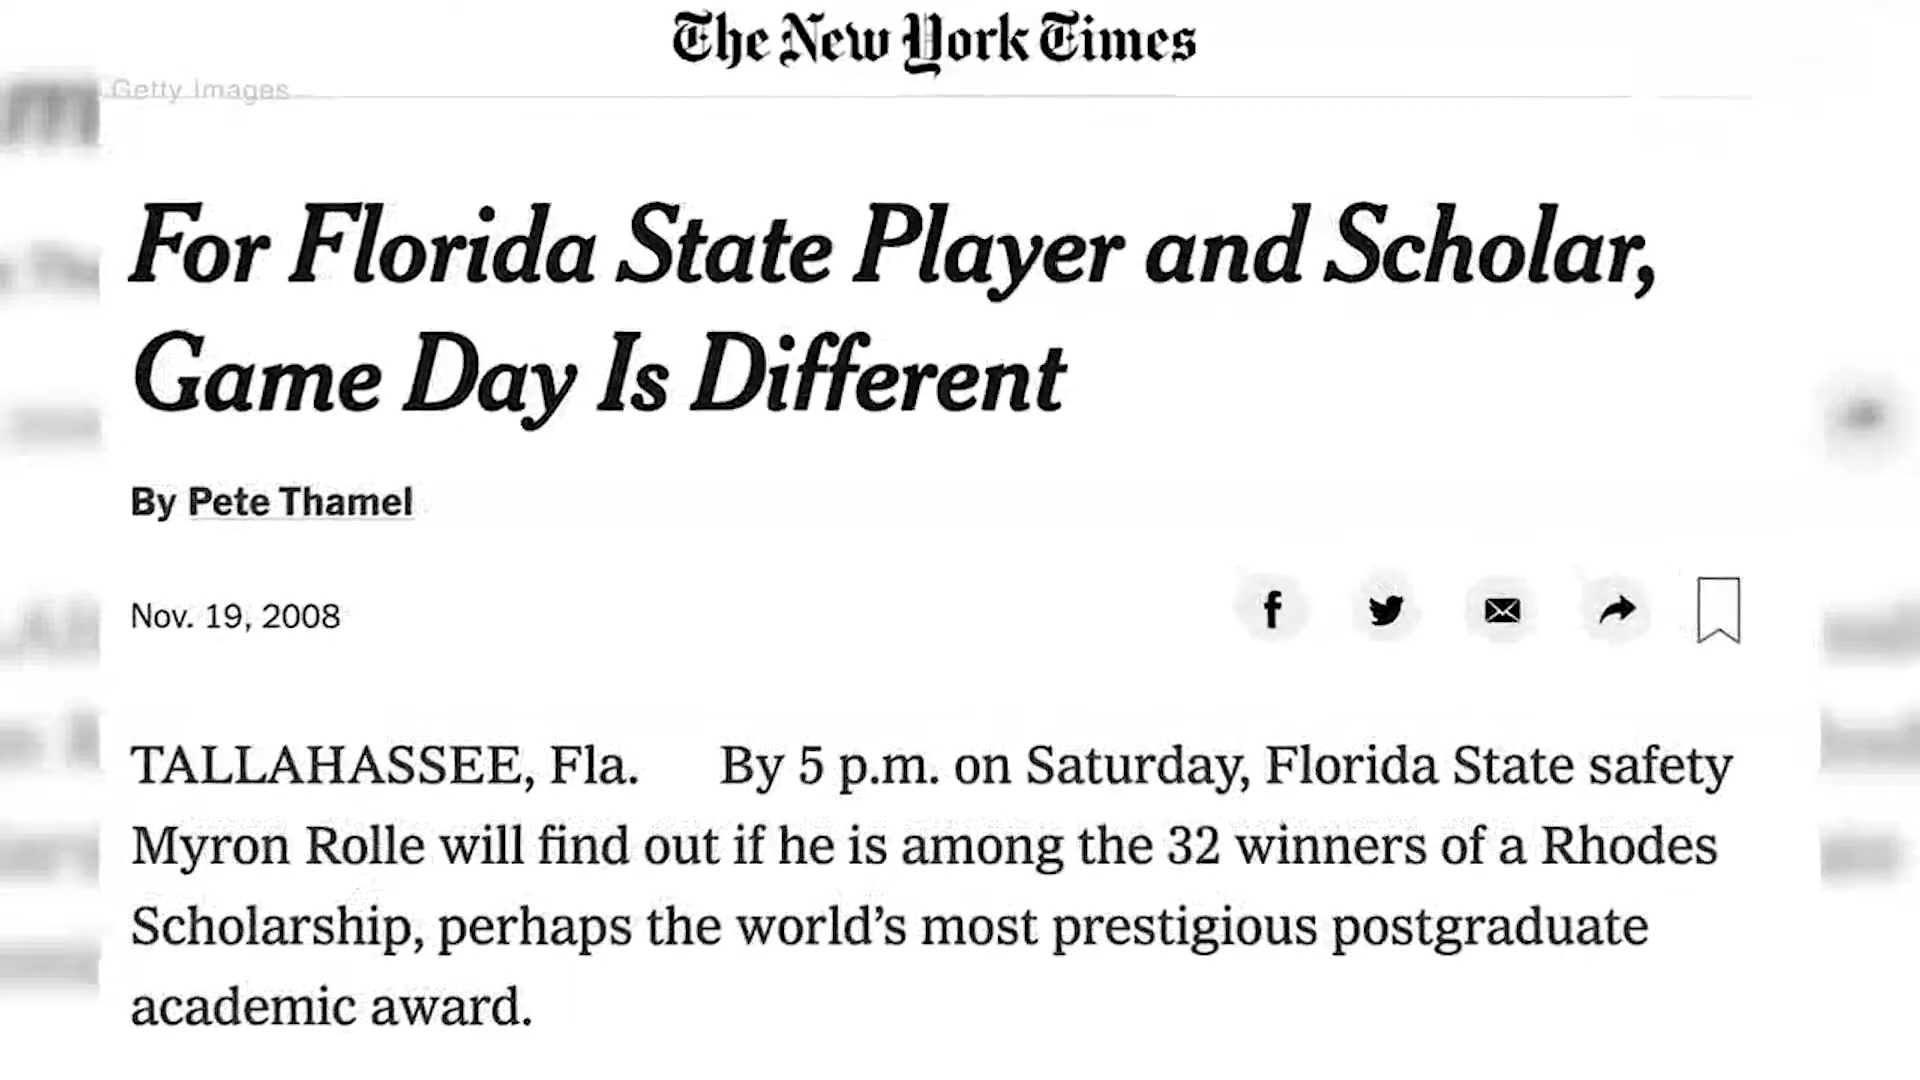 The New York Times
Getty Images
For Florida State Player and Scholar,
Game Day Is Different
By Pete Thamel
Nov. 19, 2008
TALLAHASSEE, Fla. By 5 p.m. on Saturday, Florida State safety
Myron Rolle will find out if he is among the 32 winners of a Rhodes
Scholarship, perhaps the world's most prestigious postgraduate
academic award.